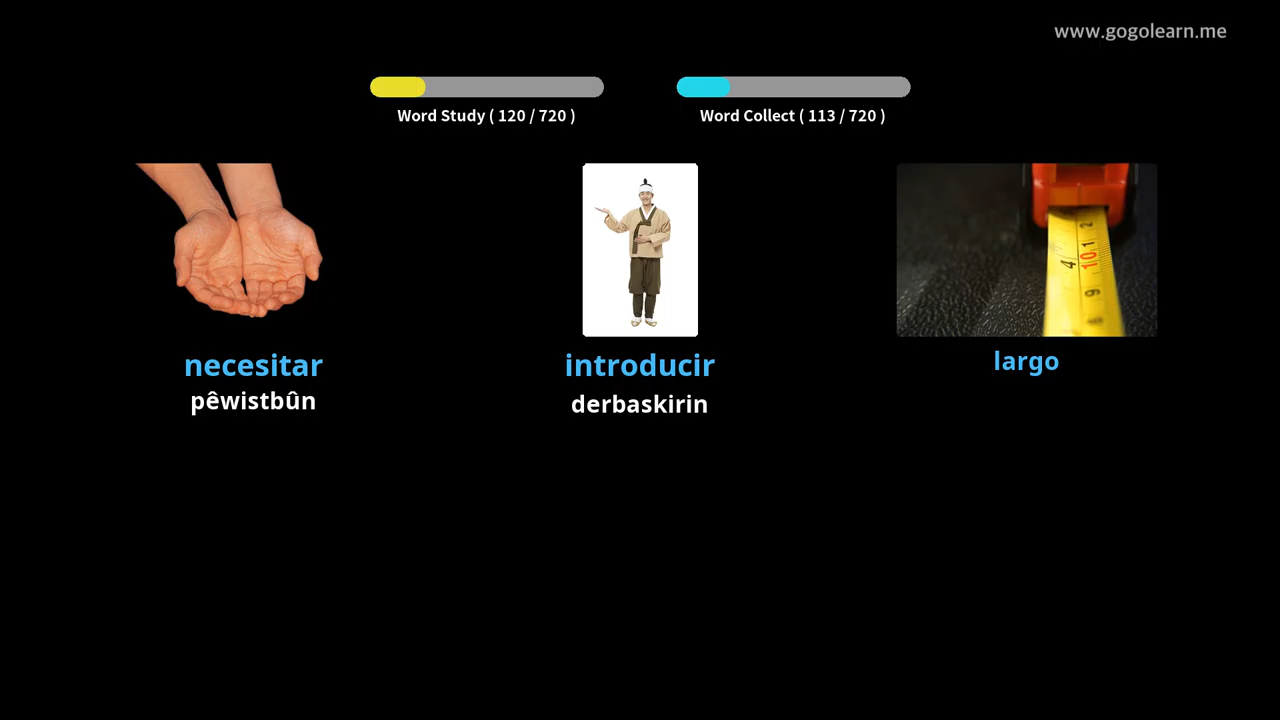 www.gogolearn.me
Word Study ( 120 / 720 )
Word Collect ( 113 / 720 )
necesitar
pêwistbûn
introducir
derbaskirin
largo